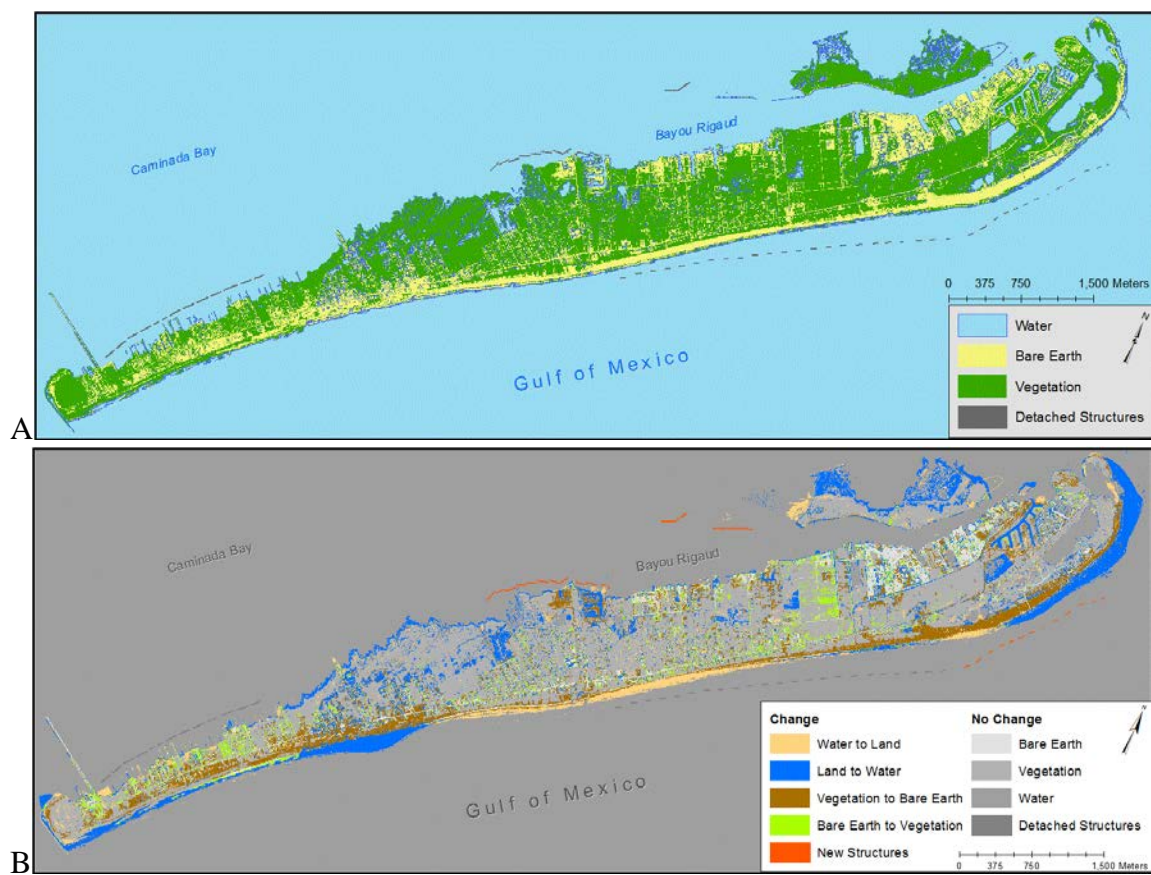 Caminada Bay
Bayou Rigaud
Gulf of Mexico
0 375 750 1,500 Meters
N
Water
Bare Earth
Vegetation
Detached Structures
A
Caminada Bay
Bayou Rigaud
Gulf of Mexico
Change
Water to Land
Land to Water
Vegetation to Bare Earth
Bare Earth to Vegetation
New Structures
No Change
Bare Earth
Vegetation
Water
Detached Structures
N
0 375 750 1,500 Meters
B